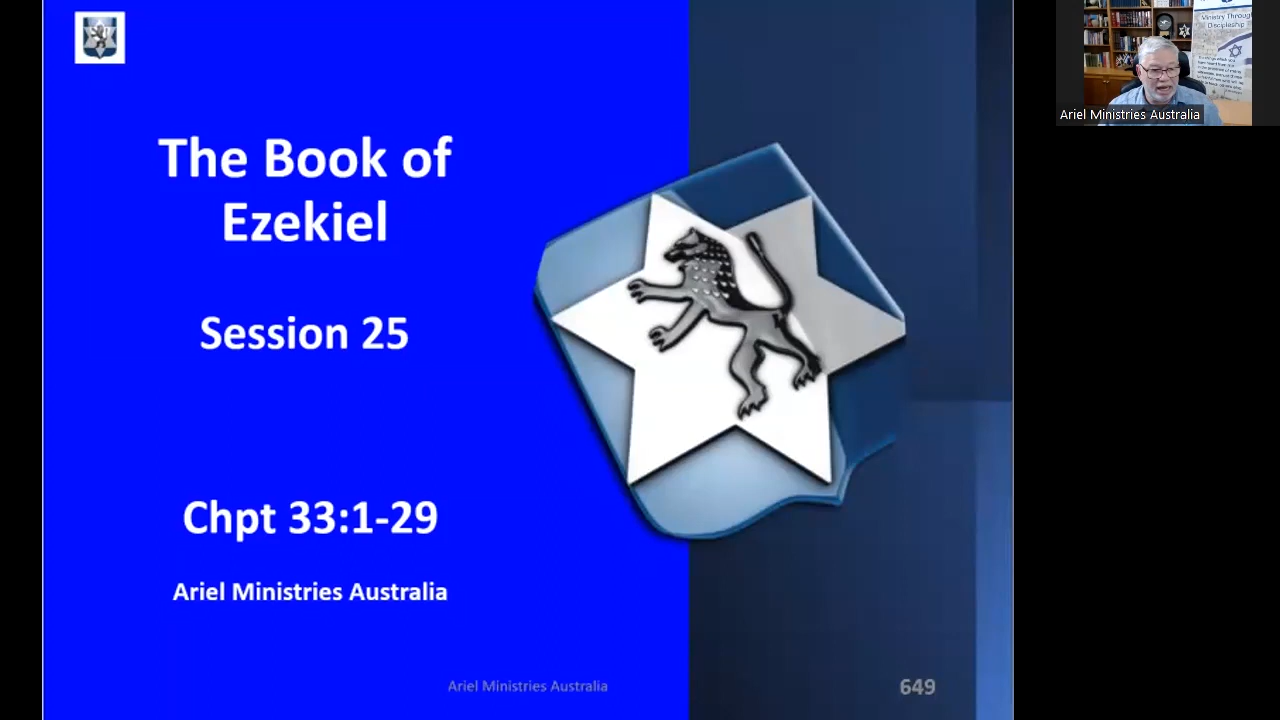 The Book of
Ezekiel
Session 25
Chpt 33:1-29
Ariel Ministries Australia
Ariel Ministries Australia
649
Ministry Through
Discipleship
Ariel Ministries Australia